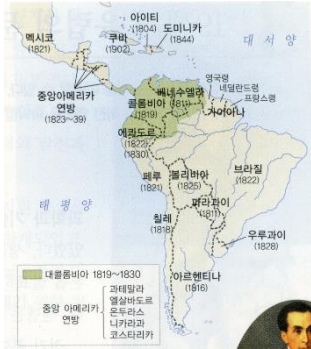 아이티
(1804)
멕시코
(1821)
쿠바
(1902)
도미니카
(1844)
대 서 양
중앙아메리카
연방
(1823~39)
베네수엘라
(1811)
콜롬비아
(1819)
영국령
네덜란드령
프랑스령
가이아나
에콰도르
(1822)
(1830)
페루
(1821)
볼리비아
(1825)
브라질
(1822)
태 평 양
파라과이
(1811)
칠레
(1818)
우루과이
(1828)
아르헨티나
(1816)
대콜롬비아 1819~1830
중앙 아메리카
연방
과테말라
엘살바도르
온두라스
니카라과
코스타리카